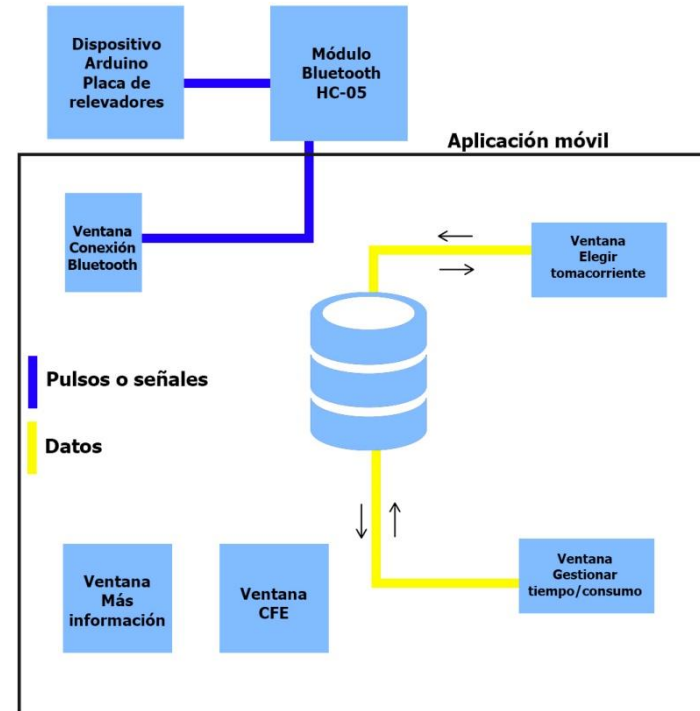 Dispositivo
Arduino
Placa de
relevadores
Módulo
Bluetooth
HC-05
Aplicación móvil
Ventana
Conexión
Bluetooth
Ventana
Elegir
tomacorriente
Pulsos o señales
Datos
Ventana
Más
información
Ventana
CFE
Ventana
Gestionar
tiempo/consumo